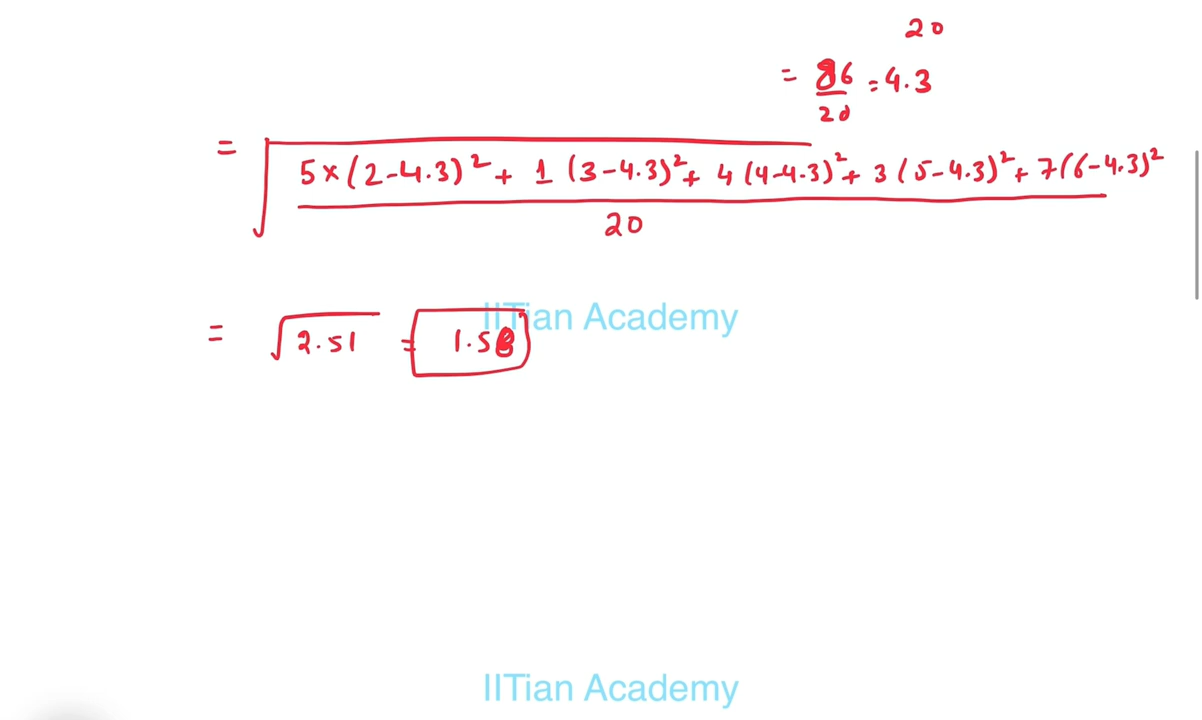 20
= 86/20 = 4.3
= √ 5×(2-4.3)² + 1 (3-4.3)² + 4 (4-4.3)² + 3 (5-4.3)² + 7(6-4.3)²
20
IITian Academy
= √2.51 = 1.58
IITian Academy